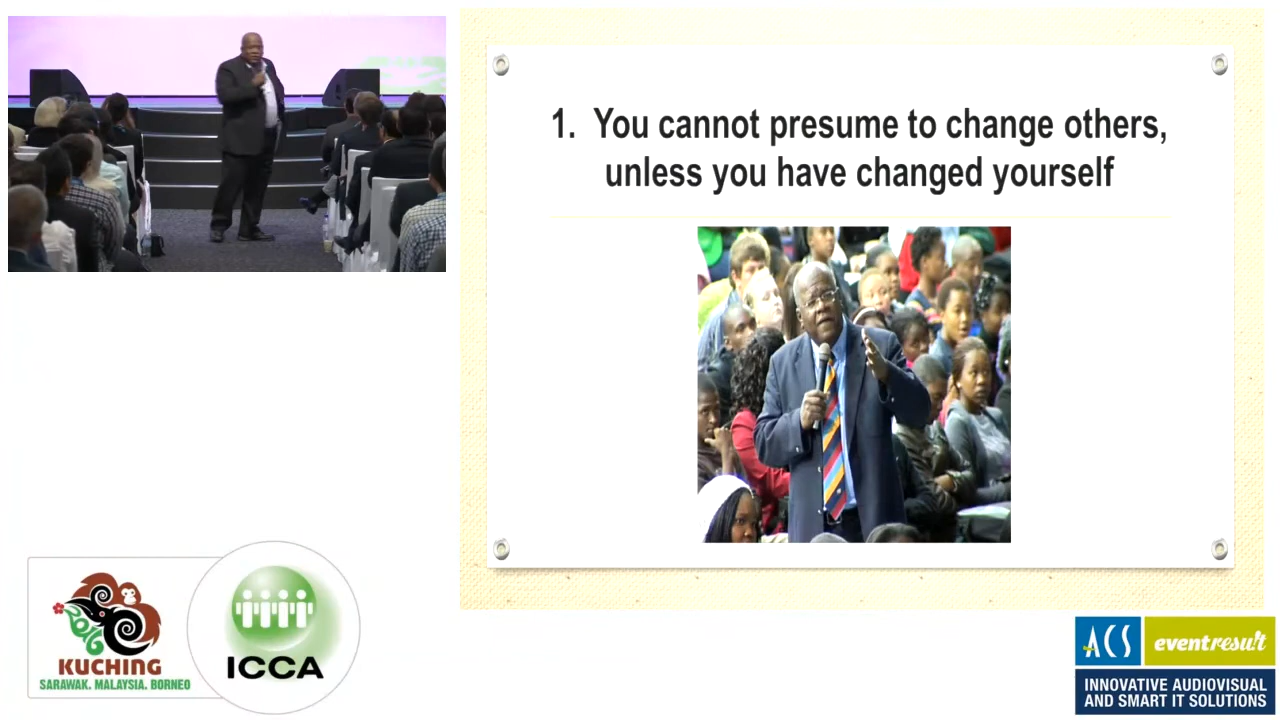 1. You cannot presume to change others,
unless you have changed yourself
2016
KUCHING
SARAWAK. MALAYSIA. BORNEO
ICCA
ACS
eventresult
INNOVATIVE AUDIOVISUAL
AND SMART IT SOLUTIONS